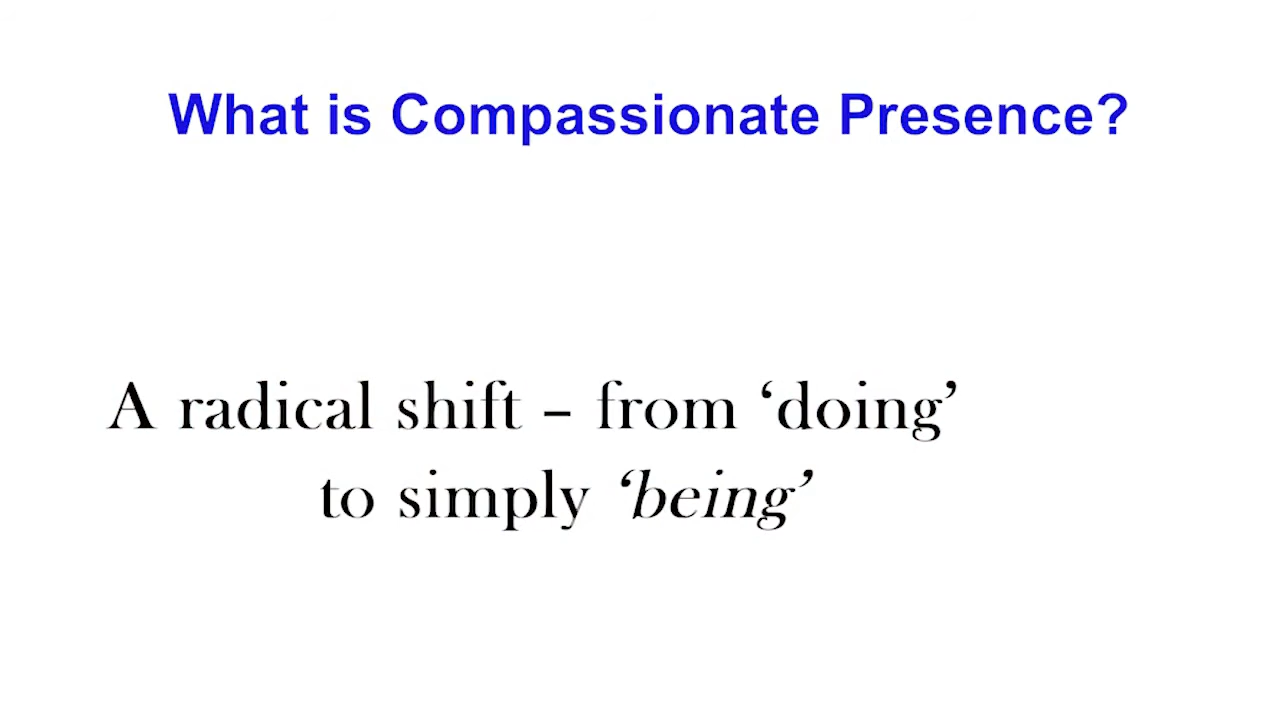 What is Compassionate Presence?
A radical shift – from ‘doing’
to simply ‘being’